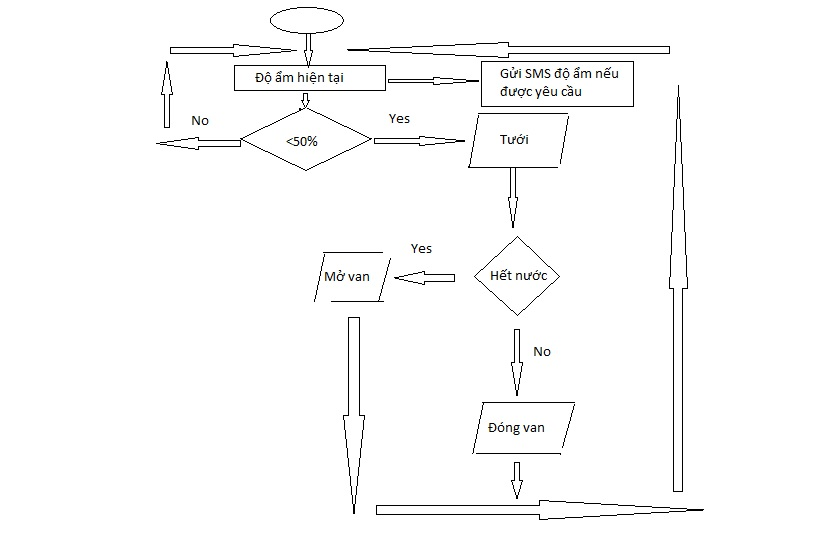 Độ ẩm hiện tại
Gửi SMS độ ẩm nếu
được yêu cầu
No
<50%
Yes
Tưới
Yes
Mở van
Hết nước
No
Đóng van